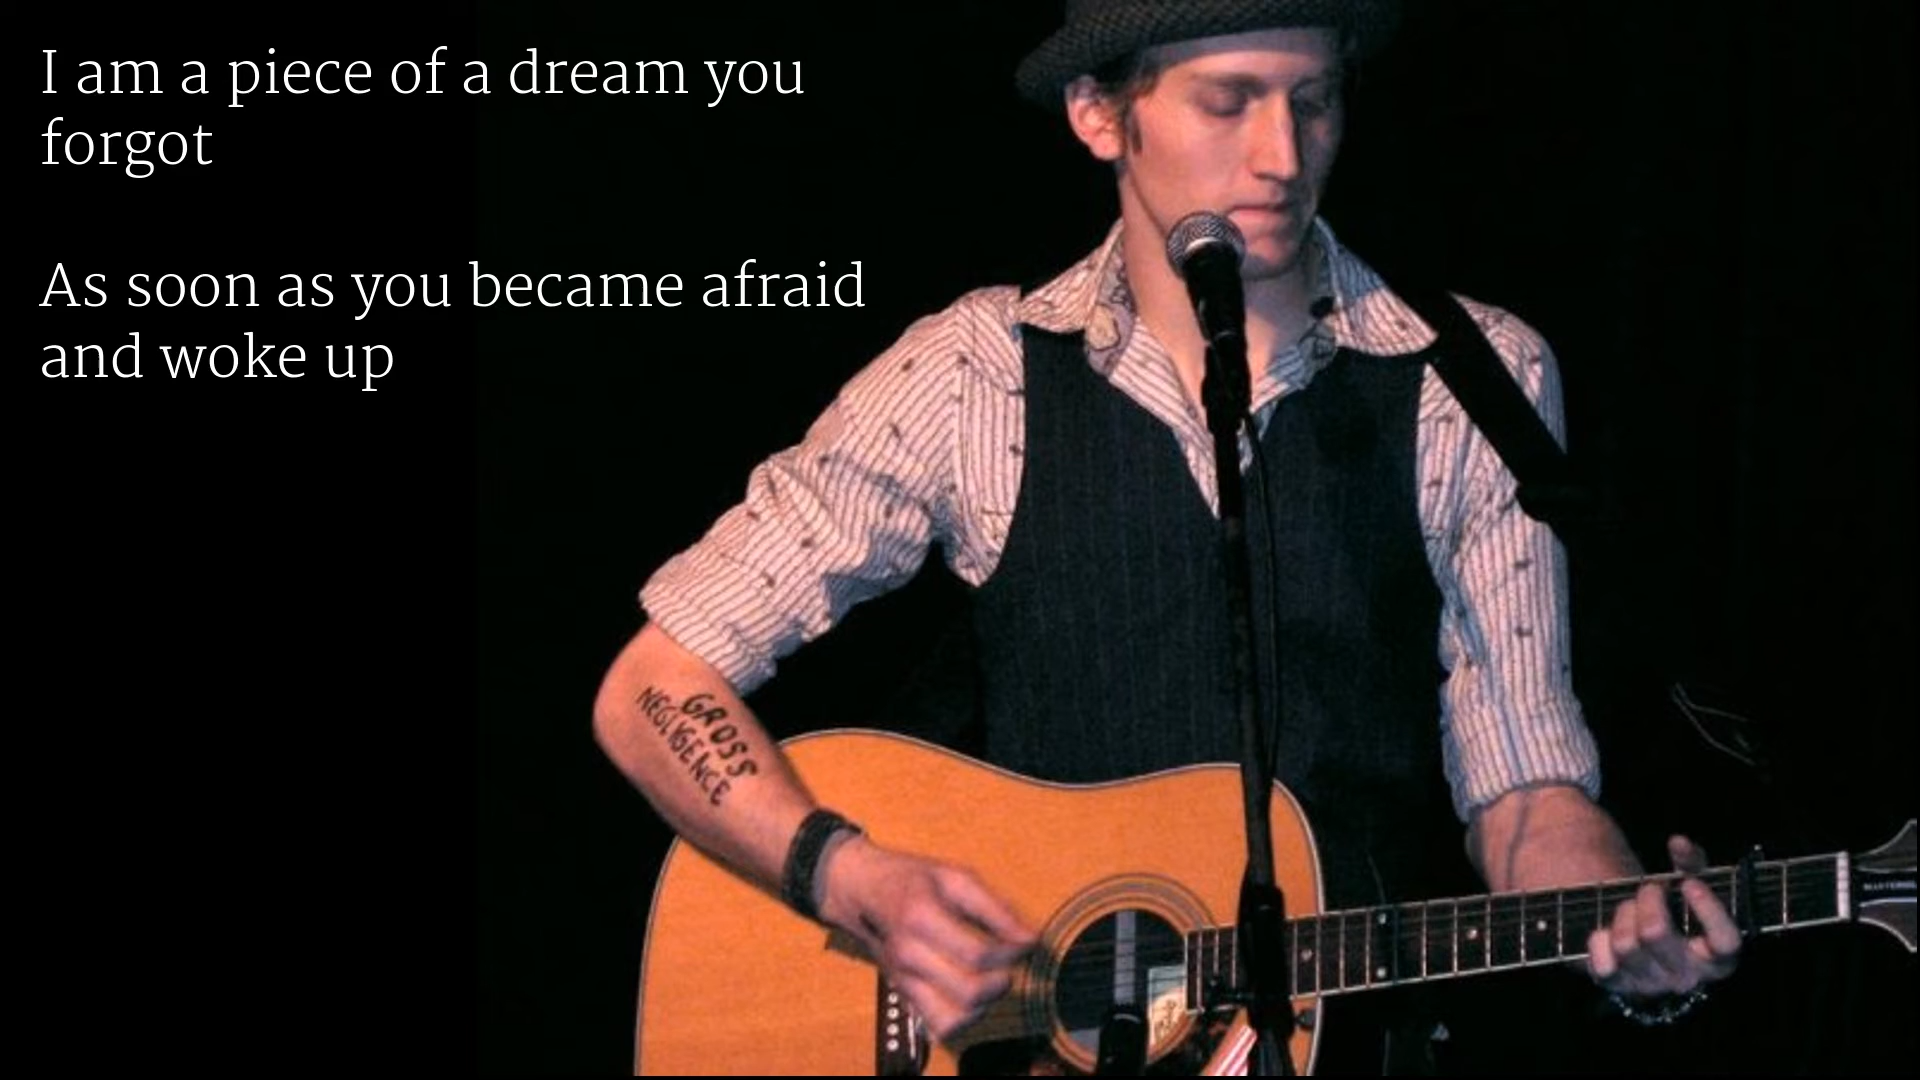 I am a piece of a dream you
forgot
As soon as you became afraid
and woke up
GROSS
NEGLIGENCE